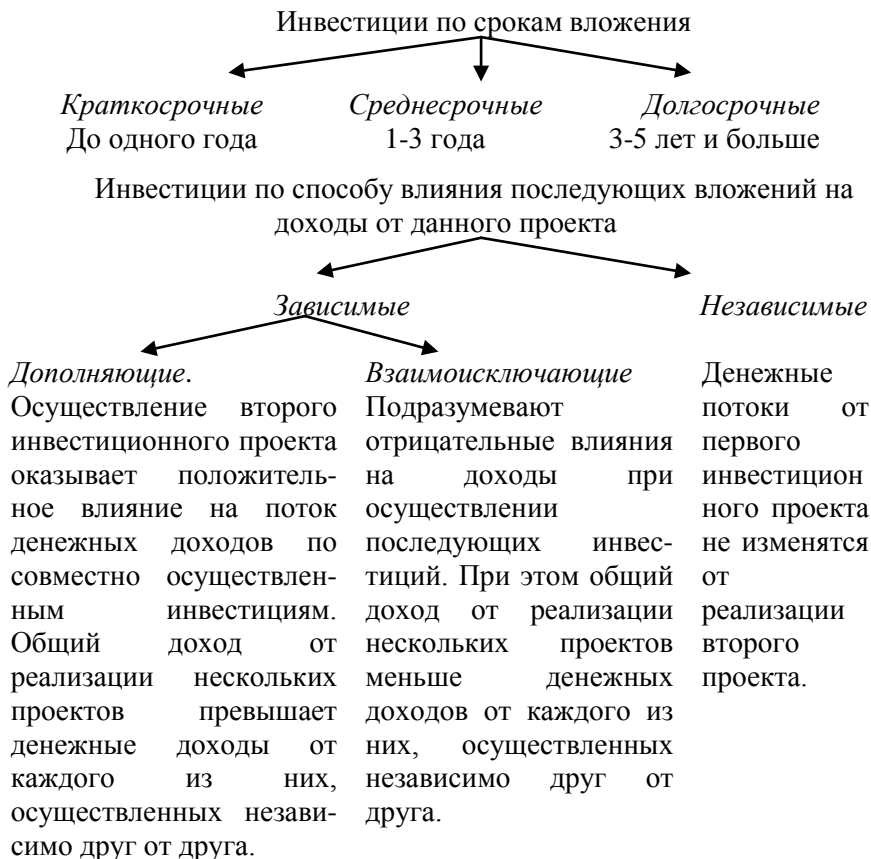 Инвестиции по срокам вложения
Краткосрочные Среднесрочные Долгосрочные
До одного года 1-3 года 3-5 лет и больше
Инвестиции по способу влияния последующих вложений на
доходы от данного проекта
Зависимые Независимые
Дополняющие.
Осуществление второго
инвестиционного проекта
оказывает положитель-
ное влияние на поток
денежных доходов по
совместно осуществлен-
ным инвестициям.
Общий доход от
реализации нескольких
проектов превышает
денежные доходы от
каждого из них,
осуществленных незави-
симо друг от друга.
Взаимоисключающие
Подразумевают
отрицательные влияния
на доходы при
осуществлении
последующих инвес-
тиций. При этом общий
доход от реализации
нескольких проектов
меньше денежных
доходов от каждого из
них, осуществленных
независимо друг от
друга.
Денежные
потоки от
первого
инвестицион
ного проекта
не изменятся
от
реализации
второго
проекта.